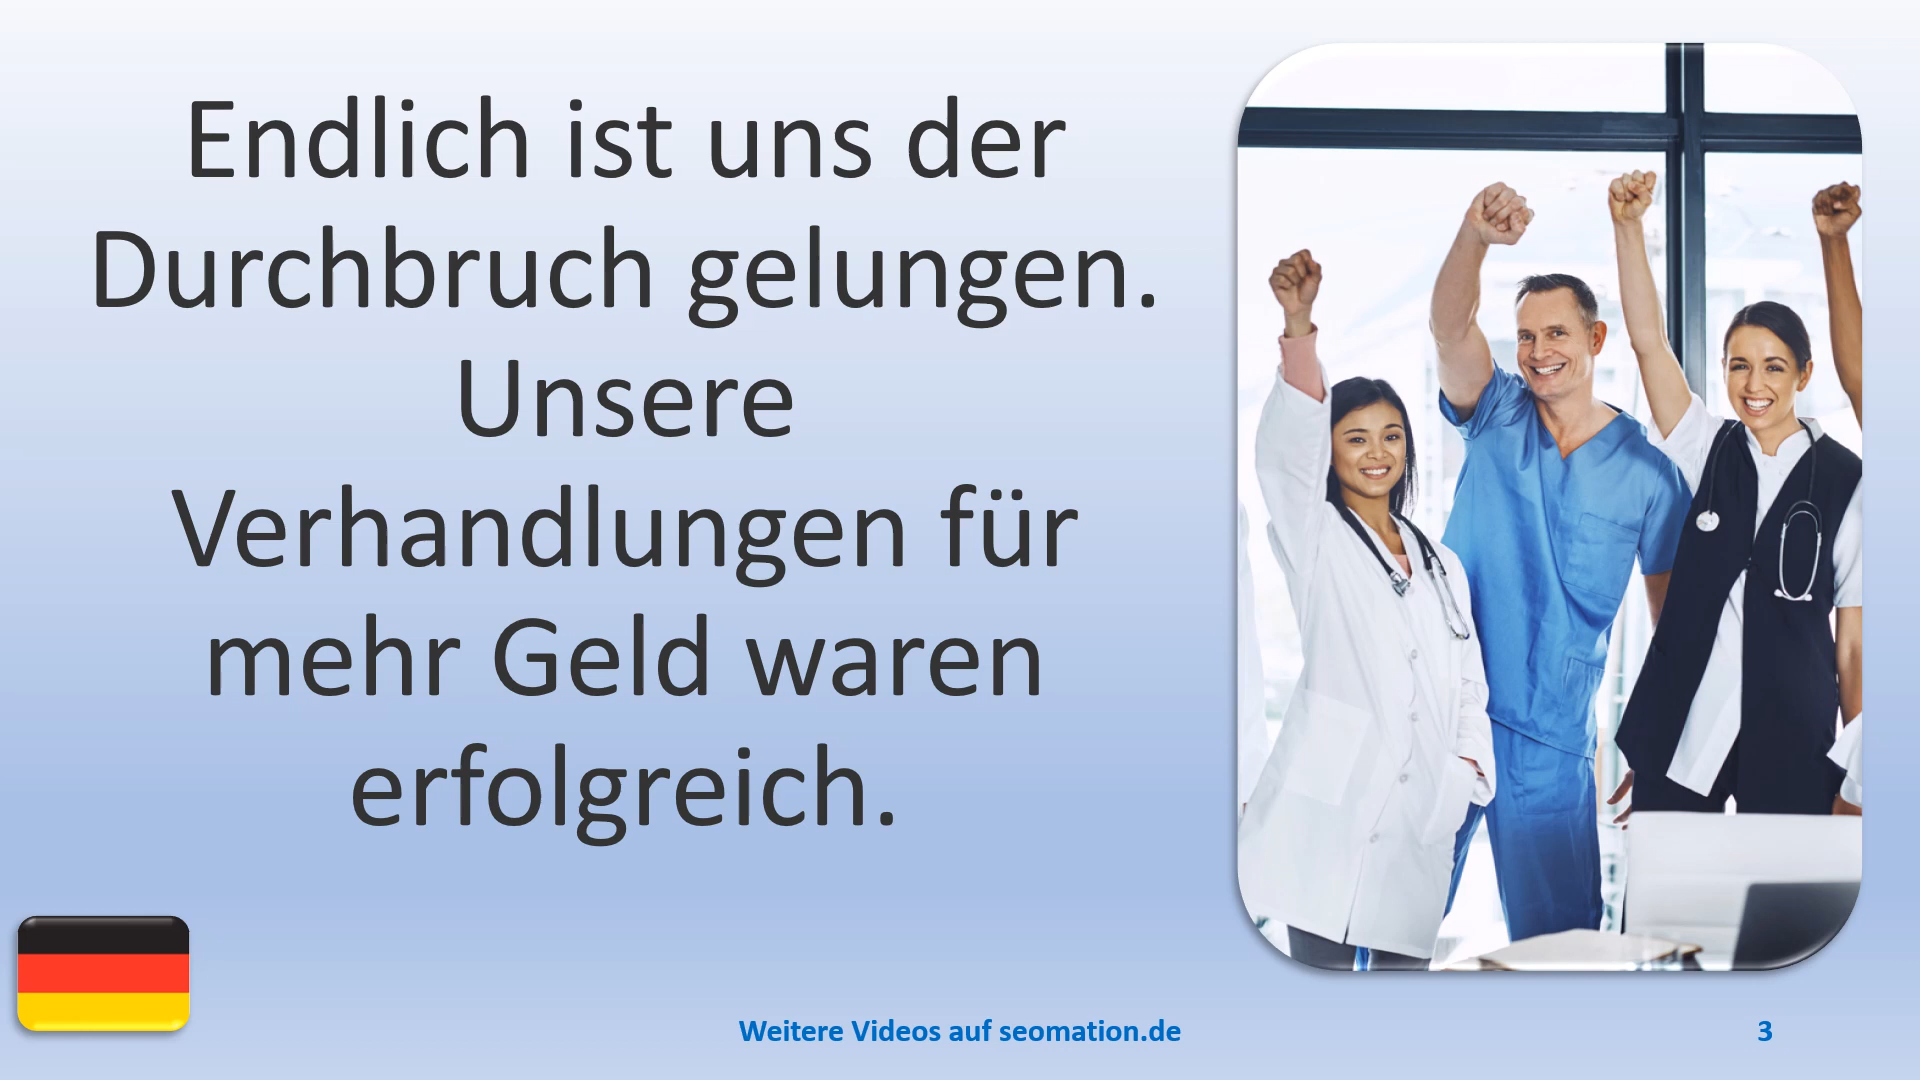 Endlich ist uns der
Durchbruch gelungen.
Unsere
Verhandlungen für
mehr Geld waren
erfolgreich.
Weitere Videos auf seomation.de
3